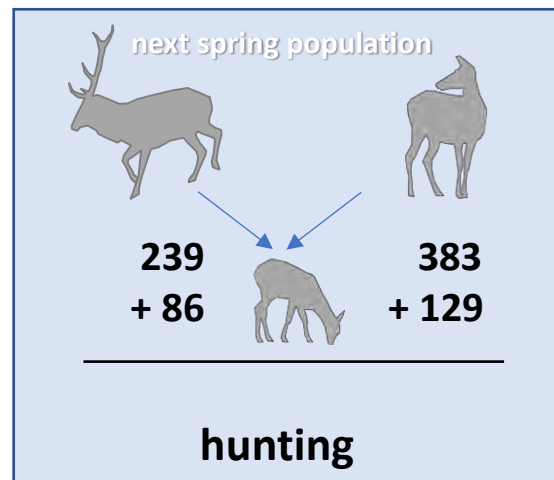 next spring population
239 383
+ 86 + 129
hunting